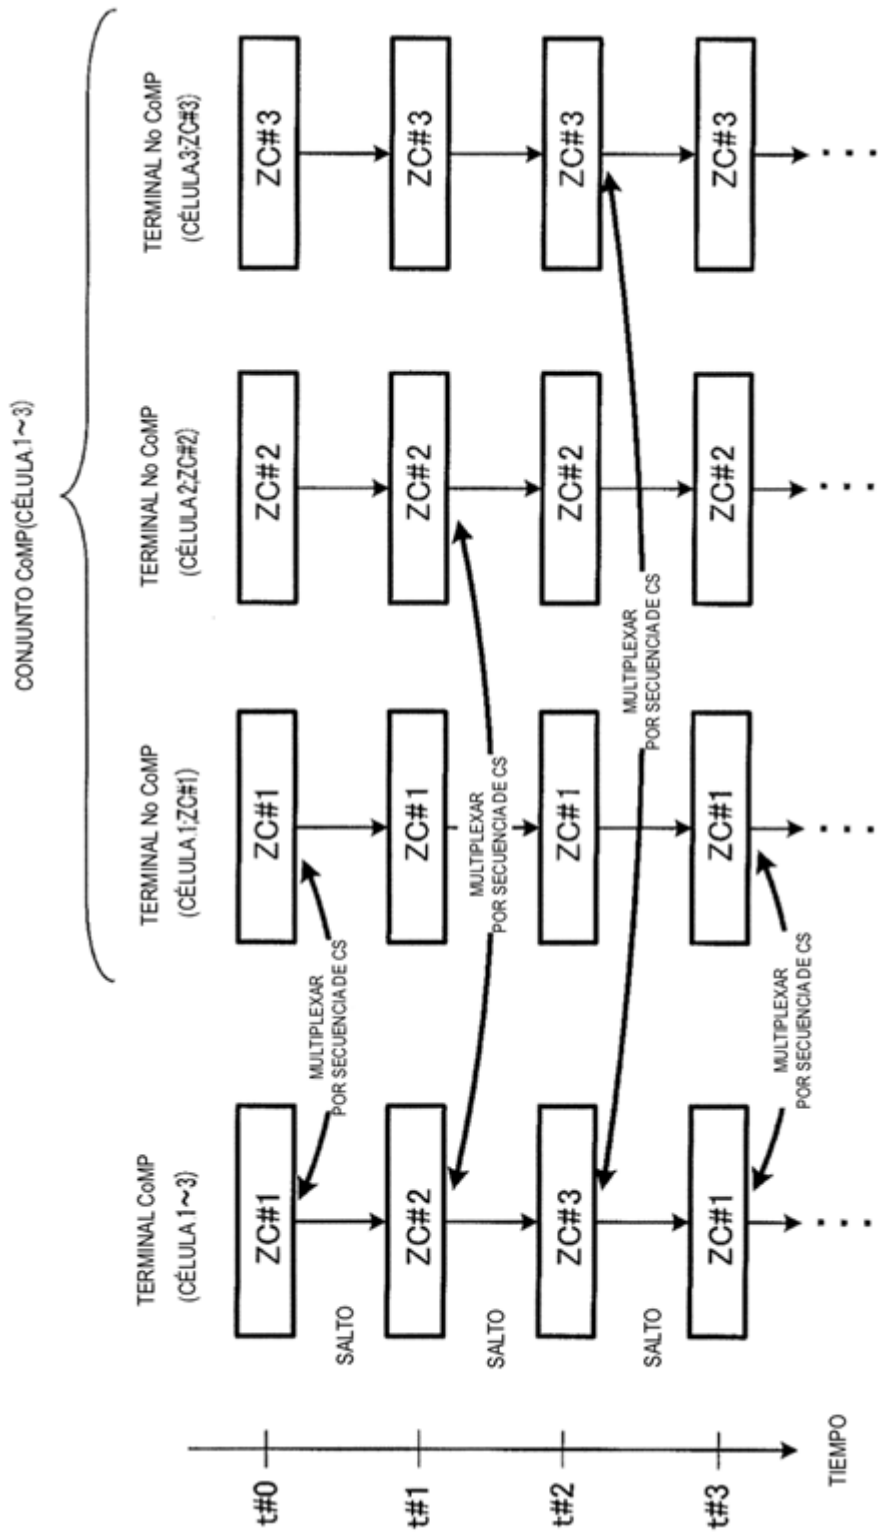 CONJUNTO CoMP(CÉLULA 1~3)
TERMINAL CoMP
(CÉLULA 1~3)
TERMINAL No CoMP
(CÉLULA 1;ZC#1)
TERMINAL No CoMP
(CÉLULA 2;ZC#2)
TERMINAL No CoMP
(CÉLULA 3;ZC#3)
t#0
ZC#1
ZC#1
ZC#2
ZC#3
SALTO
MULTIPLEXAR
POR SECUENCIA DE CS
t#1
ZC#2
ZC#1
ZC#2
ZC#3
SALTO
MULTIPLEXAR
POR SECUENCIA DE CS
t#2
ZC#3
ZC#1
ZC#2
ZC#3
SALTO
MULTIPLEXAR
POR SECUENCIA DE CS
t#3
ZC#1
ZC#1
ZC#2
ZC#3
MULTIPLEXAR
POR SECUENCIA DE CS
TIEMPO